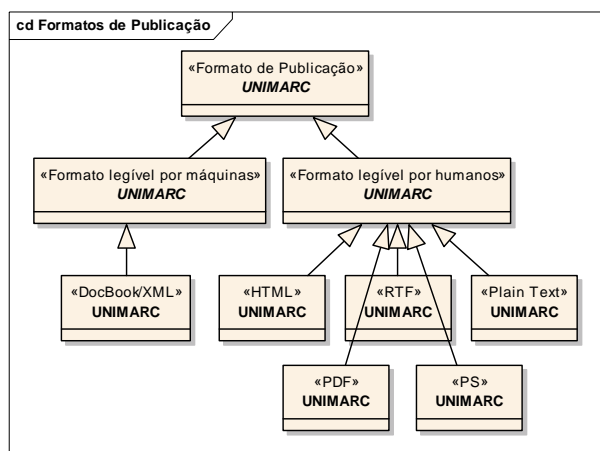 cd Formatos de Publicação
«Formato de Publicação»
UNIMARC
«Formato legível por máquinas»
UNIMARC
«Formato legível por humanos»
UNIMARC
«DocBook/XML»
UNIMARC
«HTML»
UNIMARC
«RTF»
UNIMARC
«Plain Text»
UNIMARC
«PDF»
UNIMARC
«PS»
UNIMARC